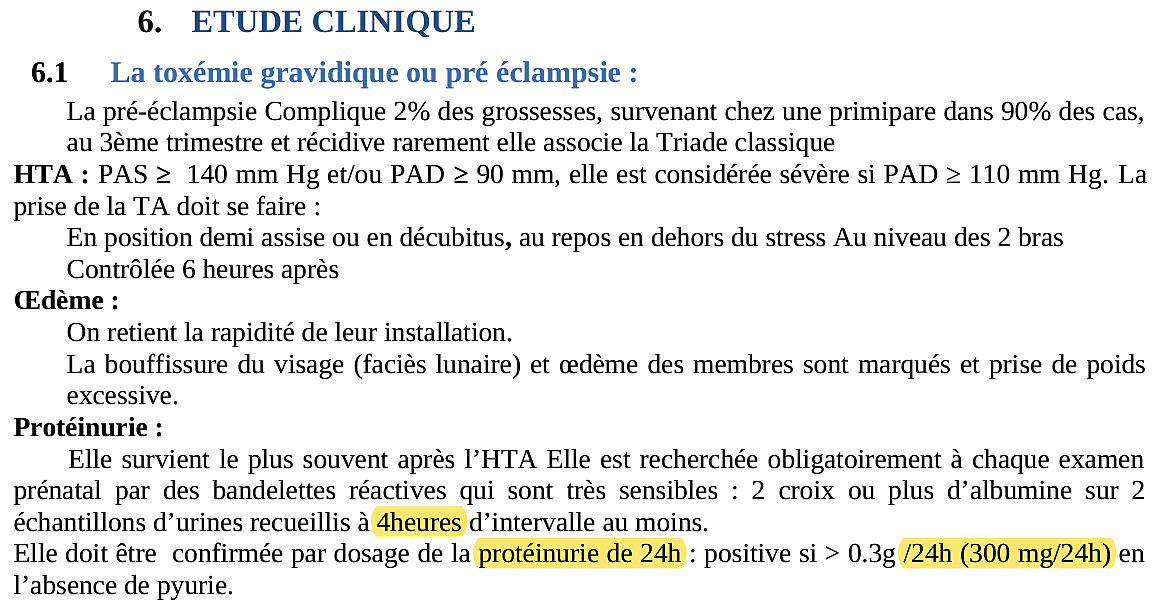 6. ETUDE CLINIQUE
6.1 La toxémie gravidique ou pré éclampsie :
La pré-éclampsie Complique 2% des grossesses, survenant chez une primipare dans 90% des cas,
au 3ème trimestre et récidive rarement elle associe la Triade classique
HTA : PAS ≥ 140 mm Hg et/ou PAD ≥ 90 mm, elle est considérée sévère si PAD ≥ 110 mm Hg. La
prise de la TA doit se faire :
En position demi assise ou en décubitus, au repos en dehors du stress Au niveau des 2 bras
Contrôlée 6 heures après
Œdème :
On retient la rapidité de leur installation.
La bouffissure du visage (faciès lunaire) et œdème des membres sont marqués et prise de poids
excessive.
Protéinurie :
Elle survient le plus souvent après l’HTA Elle est recherchée obligatoirement à chaque examen
prénatal par des bandelettes réactives qui sont très sensibles : 2 croix ou plus d’albumine sur 2
échantillons d’urines recueillis à 4heures d’intervalle au moins.
Elle doit être confirmée par dosage de la protéinurie de 24h : positive si > 0.3g /24h (300 mg/24h) en
l’absence de pyurie.